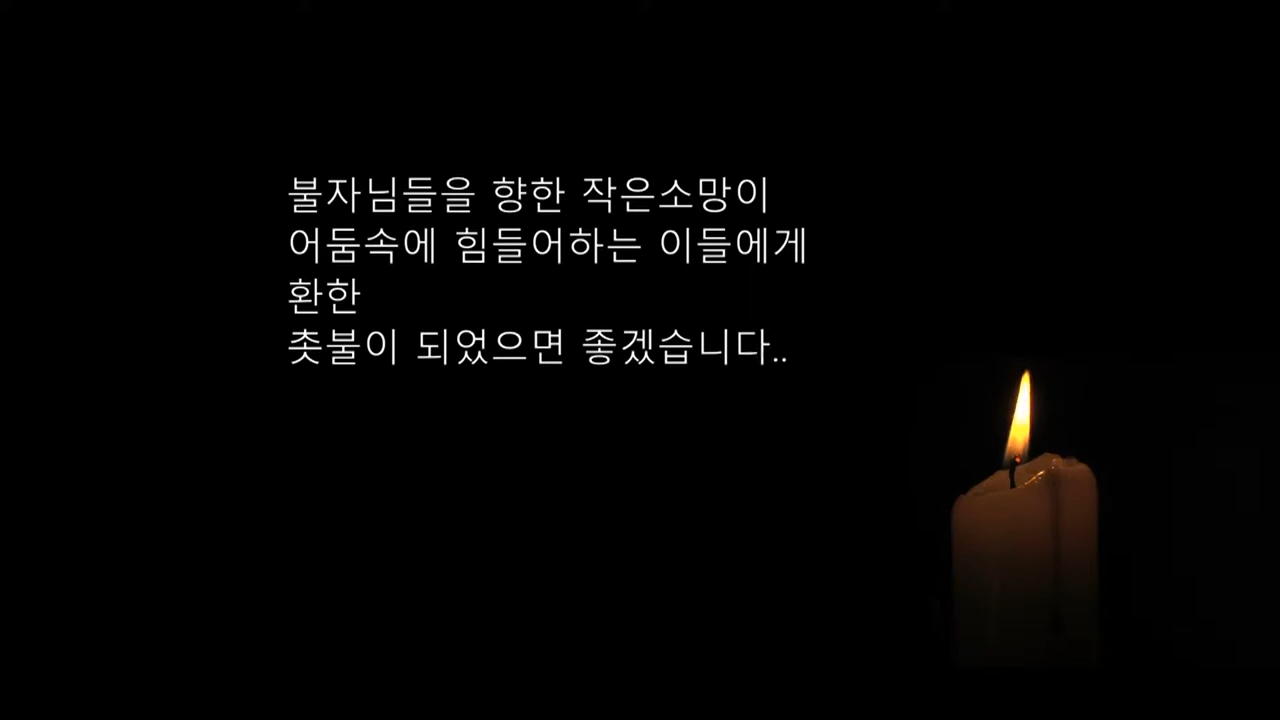 불자님들을 향한 작은소망이
어둠속에 힘들어하는 이들에게
환한
촛불이 되었으면 좋겠습니다..